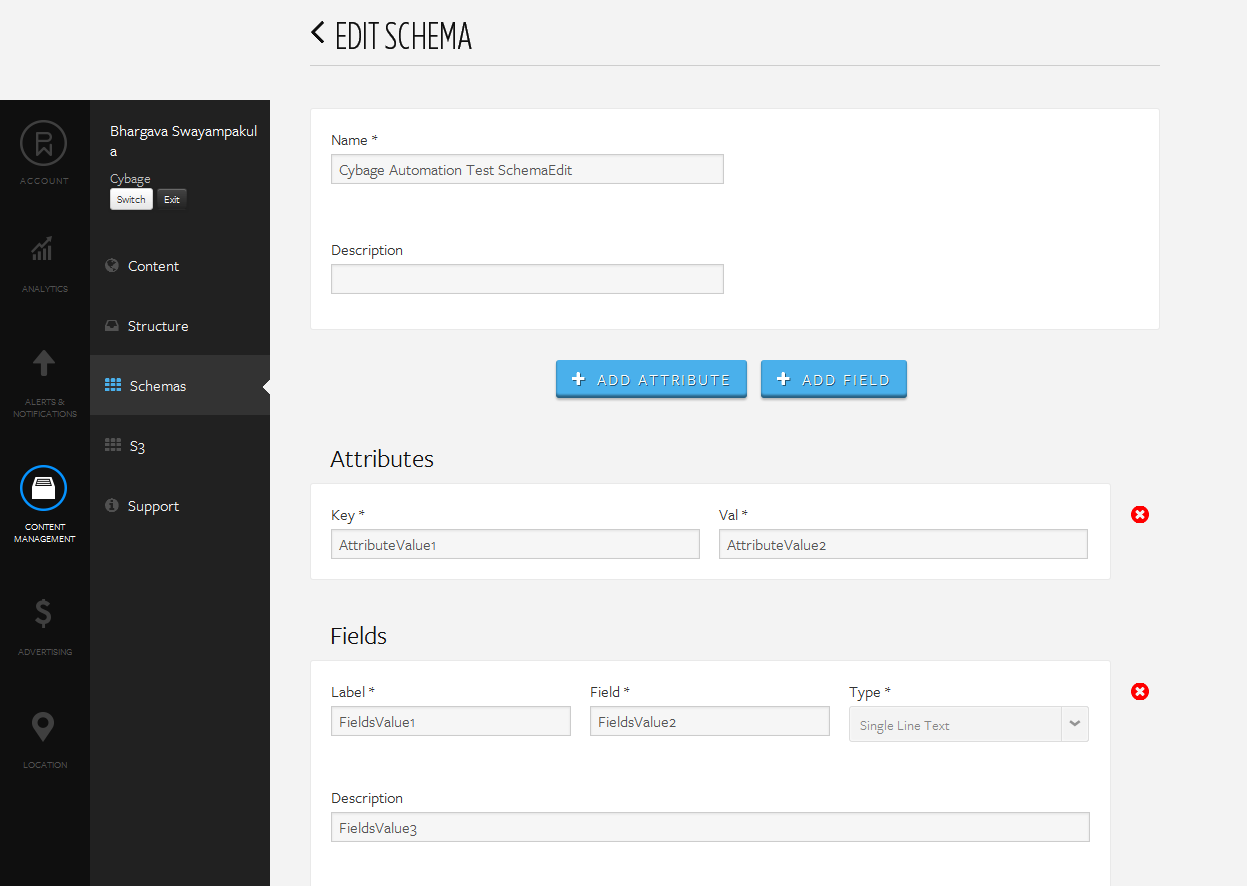 EDIT SCHEMA
ACCOUNT
ANALYTICS
ALERTS &
NOTIFICATIONS
CONTENT
MANAGEMENT
ADVERTISING
LOCATION
Bhargava Swayampakul
a
Cybage
Switch Exit
Content
Structure
Schemas
S3
Support
Name *
Cybage Automation Test SchemaEdit
Description
ADD ATTRIBUTE ADD FIELD
Attributes
Key * Val *
AttributeValue1 AttributeValue2
Fields
Label * Field * Type *
FieldsValue1 FieldsValue2 Single Line Text
Description
FieldsValue3